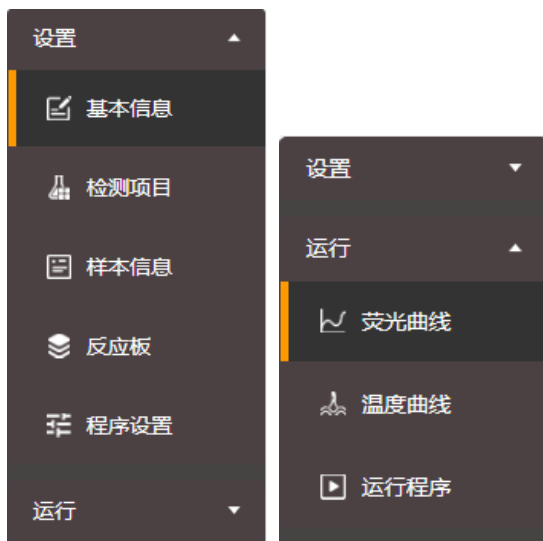 设置
基本信息
检测项目
样本信息
反应板
程序设置
运行
设置
运行
荧光曲线
温度曲线
运行程序